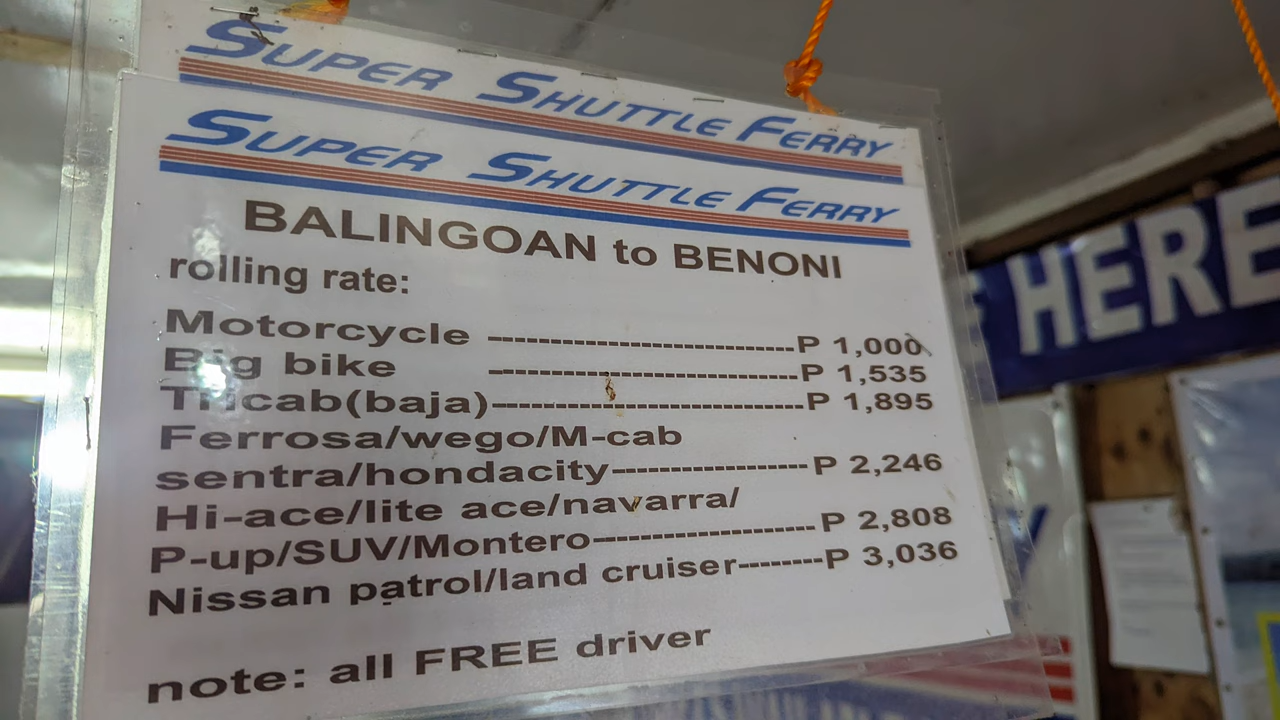 SUPER SHUTTLE FERRY
SUPER SHUTTLE FERRY
BALINGOAN to BENONI
rolling rate:
Motorcycle ------------------------------P 1,000
Big bike ------------------------------P 1,535
Tricab(baja)------------------------------P 1,895
Ferrosa/wego/M-cab
sentra/hondacity-------------------P 2,246
Hi-ace/lite ace/navarra/
P-up/SUV/Montero---------------------P 2,808
Nissan patrol/land cruiser--------P 3,036
note: all FREE driver
HERE